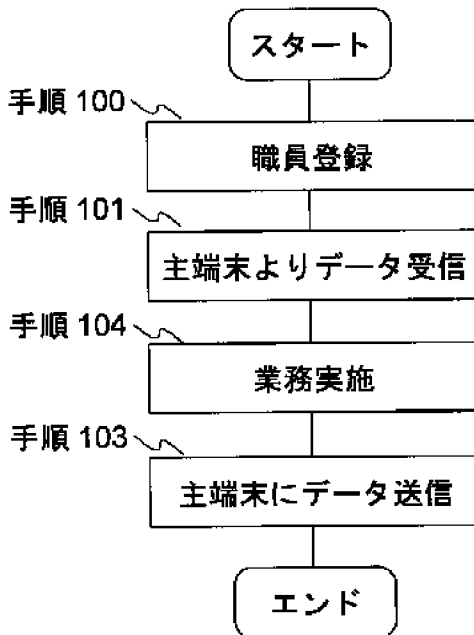 スタート
手順 100
職員登録
手順 101
主端末よりデータ受信
手順 104
業務実施
手順 103
主端末にデータ送信
エンド